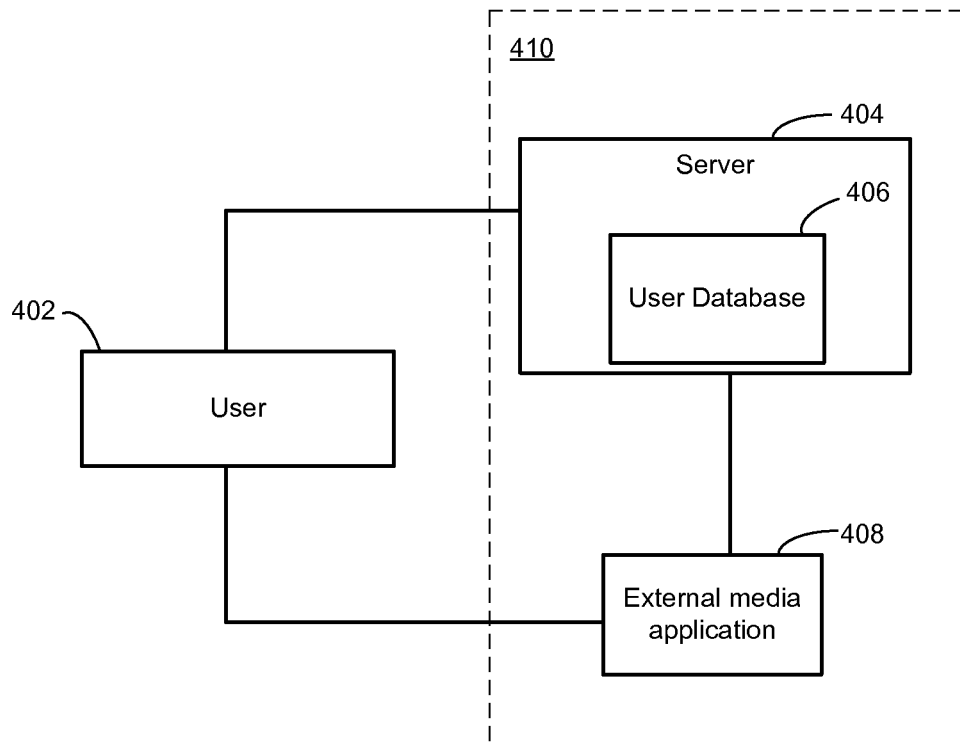 410
404
Server
406
User Database
402
User
408
External media
application